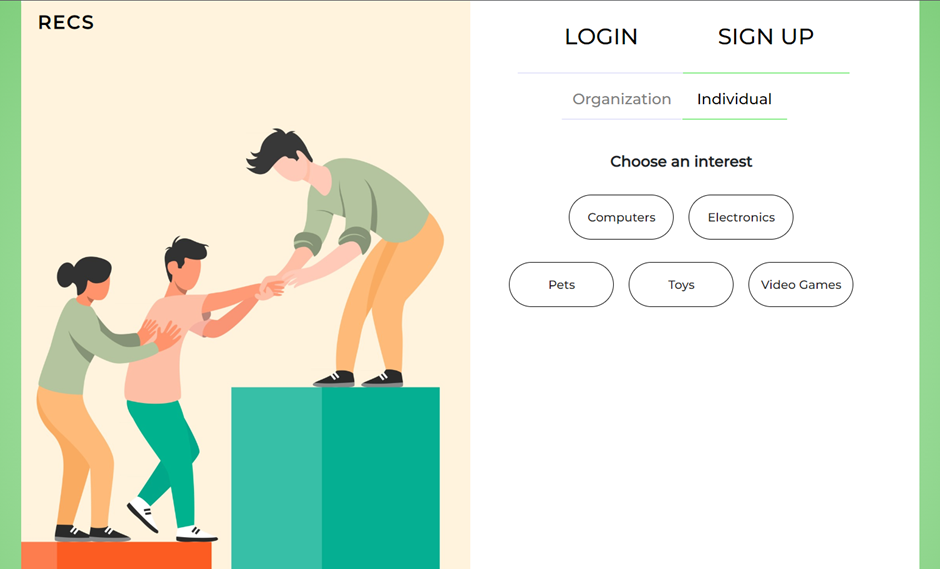 RECS
LOGIN SIGN UP
Organization Individual
Choose an interest
Computers Electronics
Pets Toys Video Games